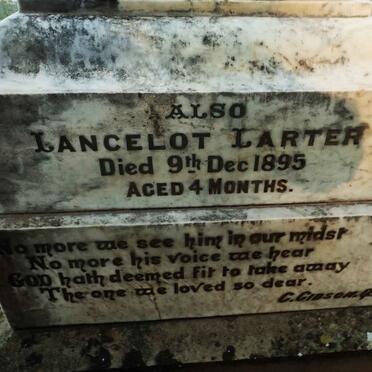 ALSO
LANCELOT LARTER
Died 9th Dec 1895
AGED 4 MONTHS.
No more we see him in our midst
No more his voice we hear
GOD hath deemed fit to take away
The one we loved so dear.
C. Gibson.